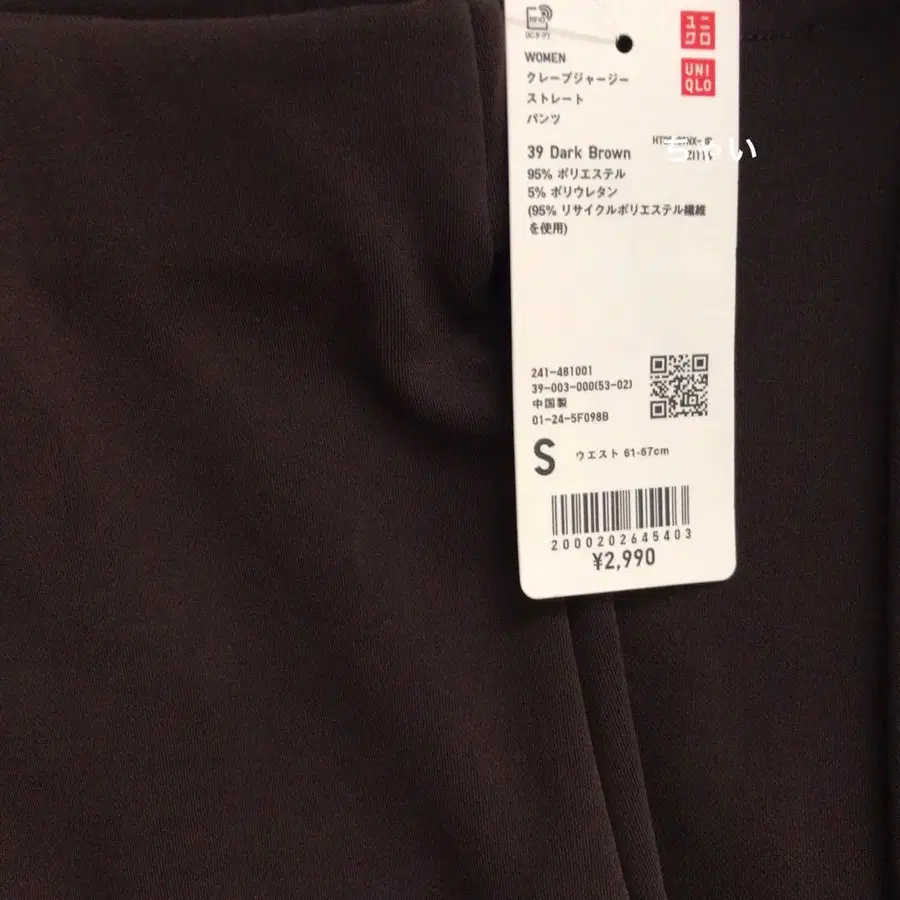 RFID
ユニ
クロ
UNI
QLO
WOMEN
クレープジャージー
ストレート
パンツ
39 Dark Brown
ちゃい
95% ポリエステル
5% ポリウレタン
(95% リサイクルポリエステル繊維
を使用)
241-481001
39-003-000(53-02)
中国製
01-24-5F098B
S ウエスト 61-67cm
2000202645403
¥2,990